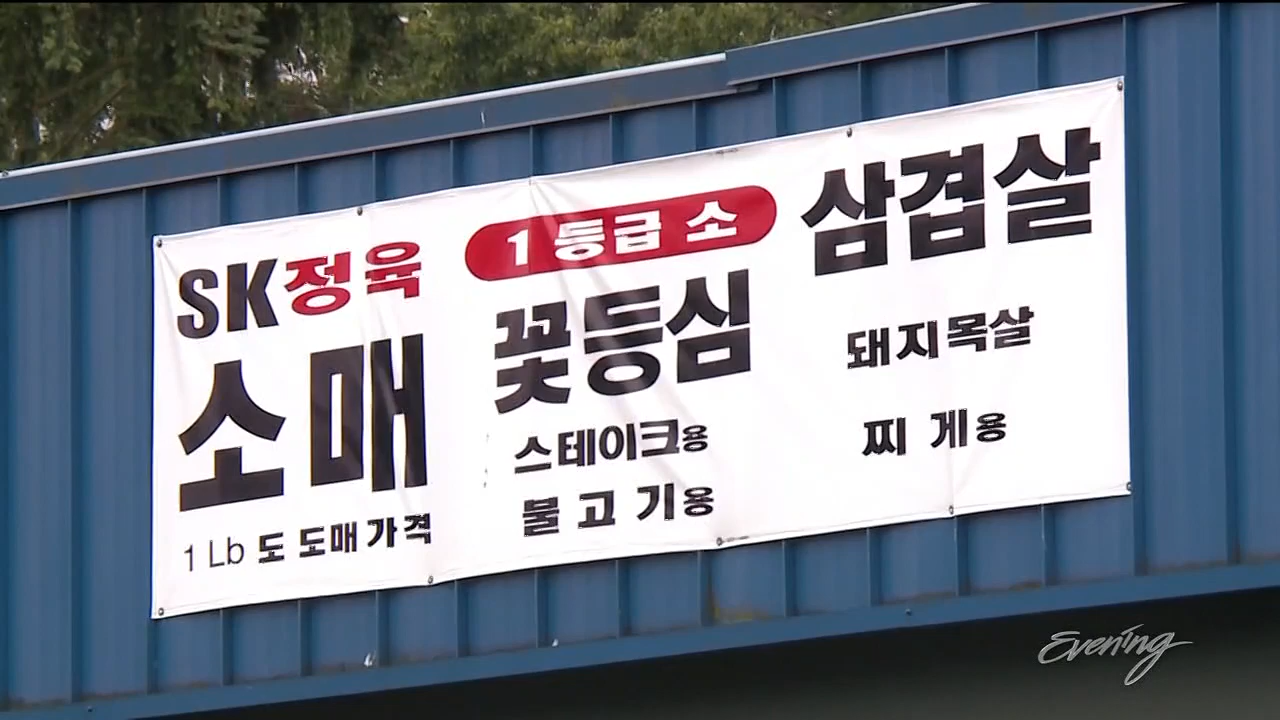 SK정육
소매
1 Lb 도 도매가격
1등급 소
꽃등심
스테이크용
불고기용
삼겹살
돼지목살
찌게용
Evening